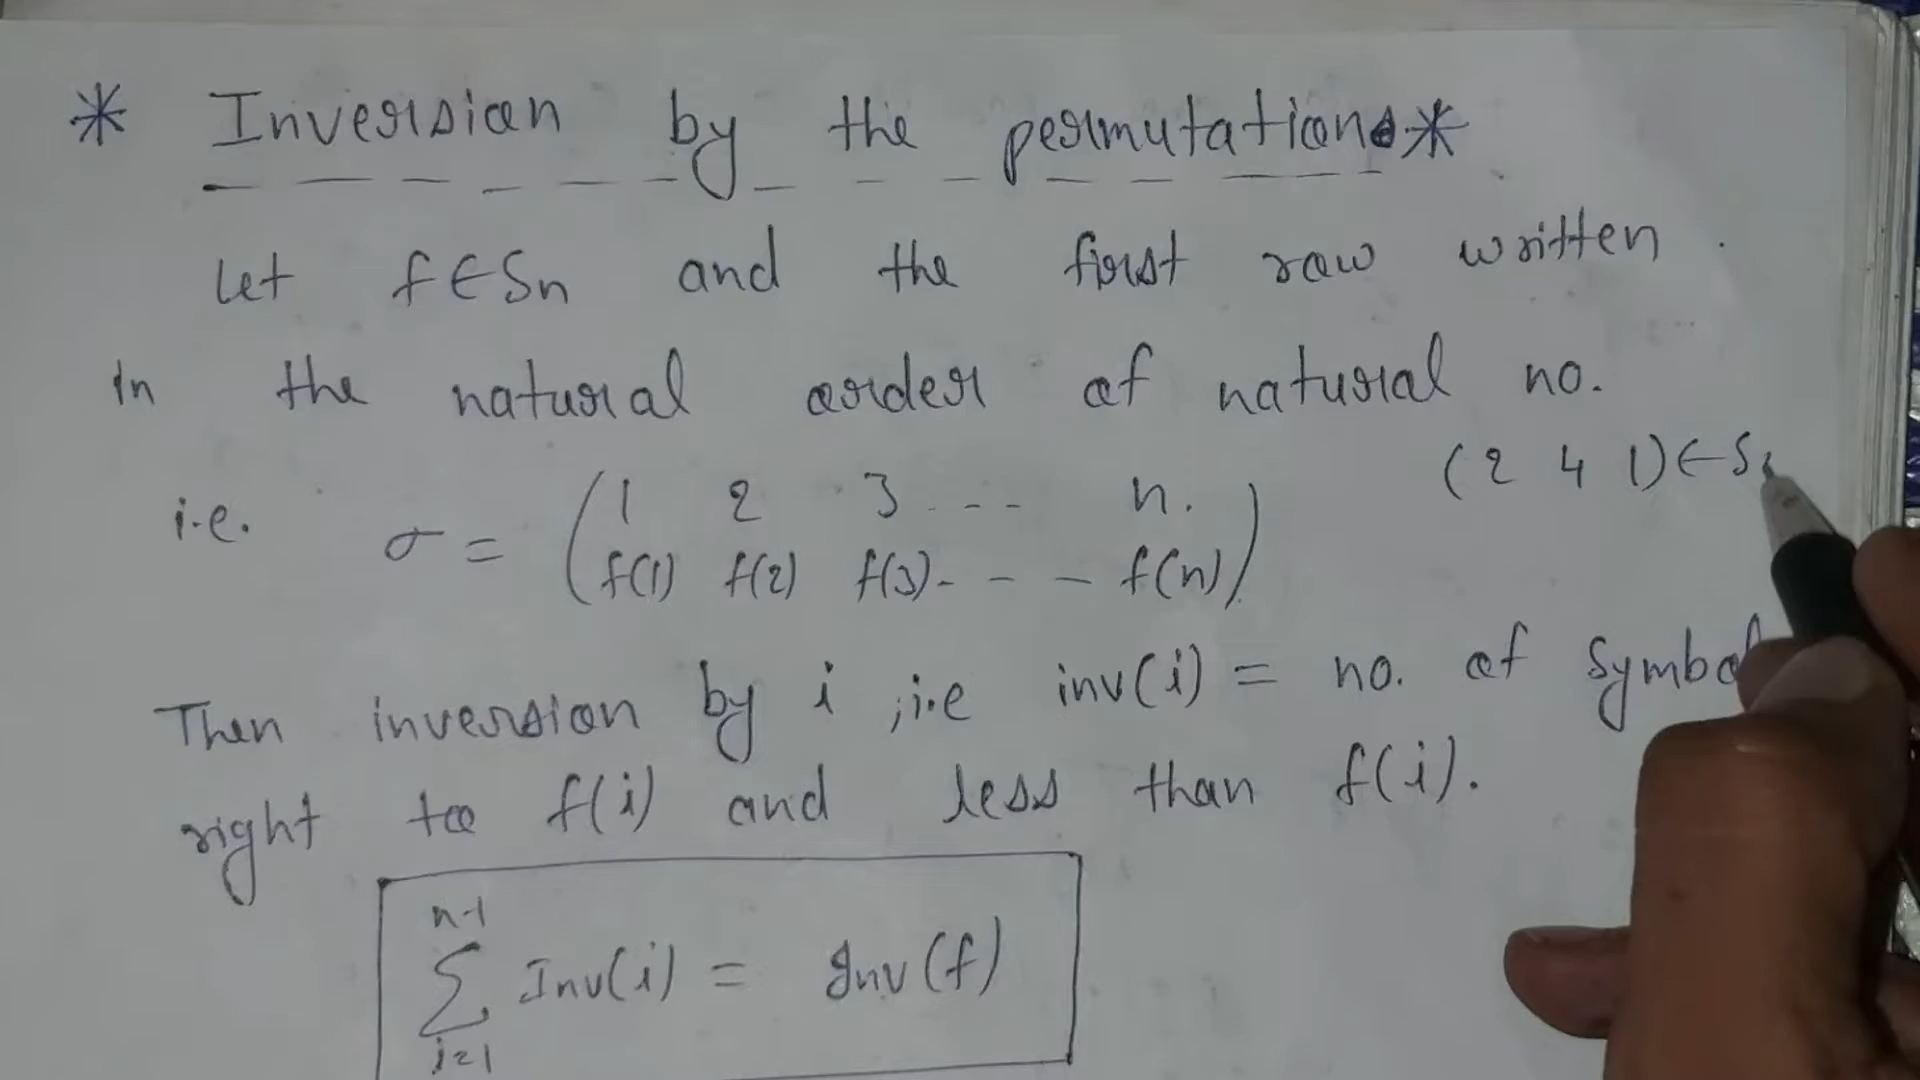 * Inversion by the permutations *
Let f∈Sn and the first raw written
in the natural order of natural no.
(2 4 1)∈S
i.e. σ = (1 2 3 ... n.
f(1) f(2) f(3) - - - f(n))
Then inversion by i, i.e inv(i) = no. of symbol
right to f(i) and less than f(i).
n-1
∑ Inv(i) = Inv(f)
i=1